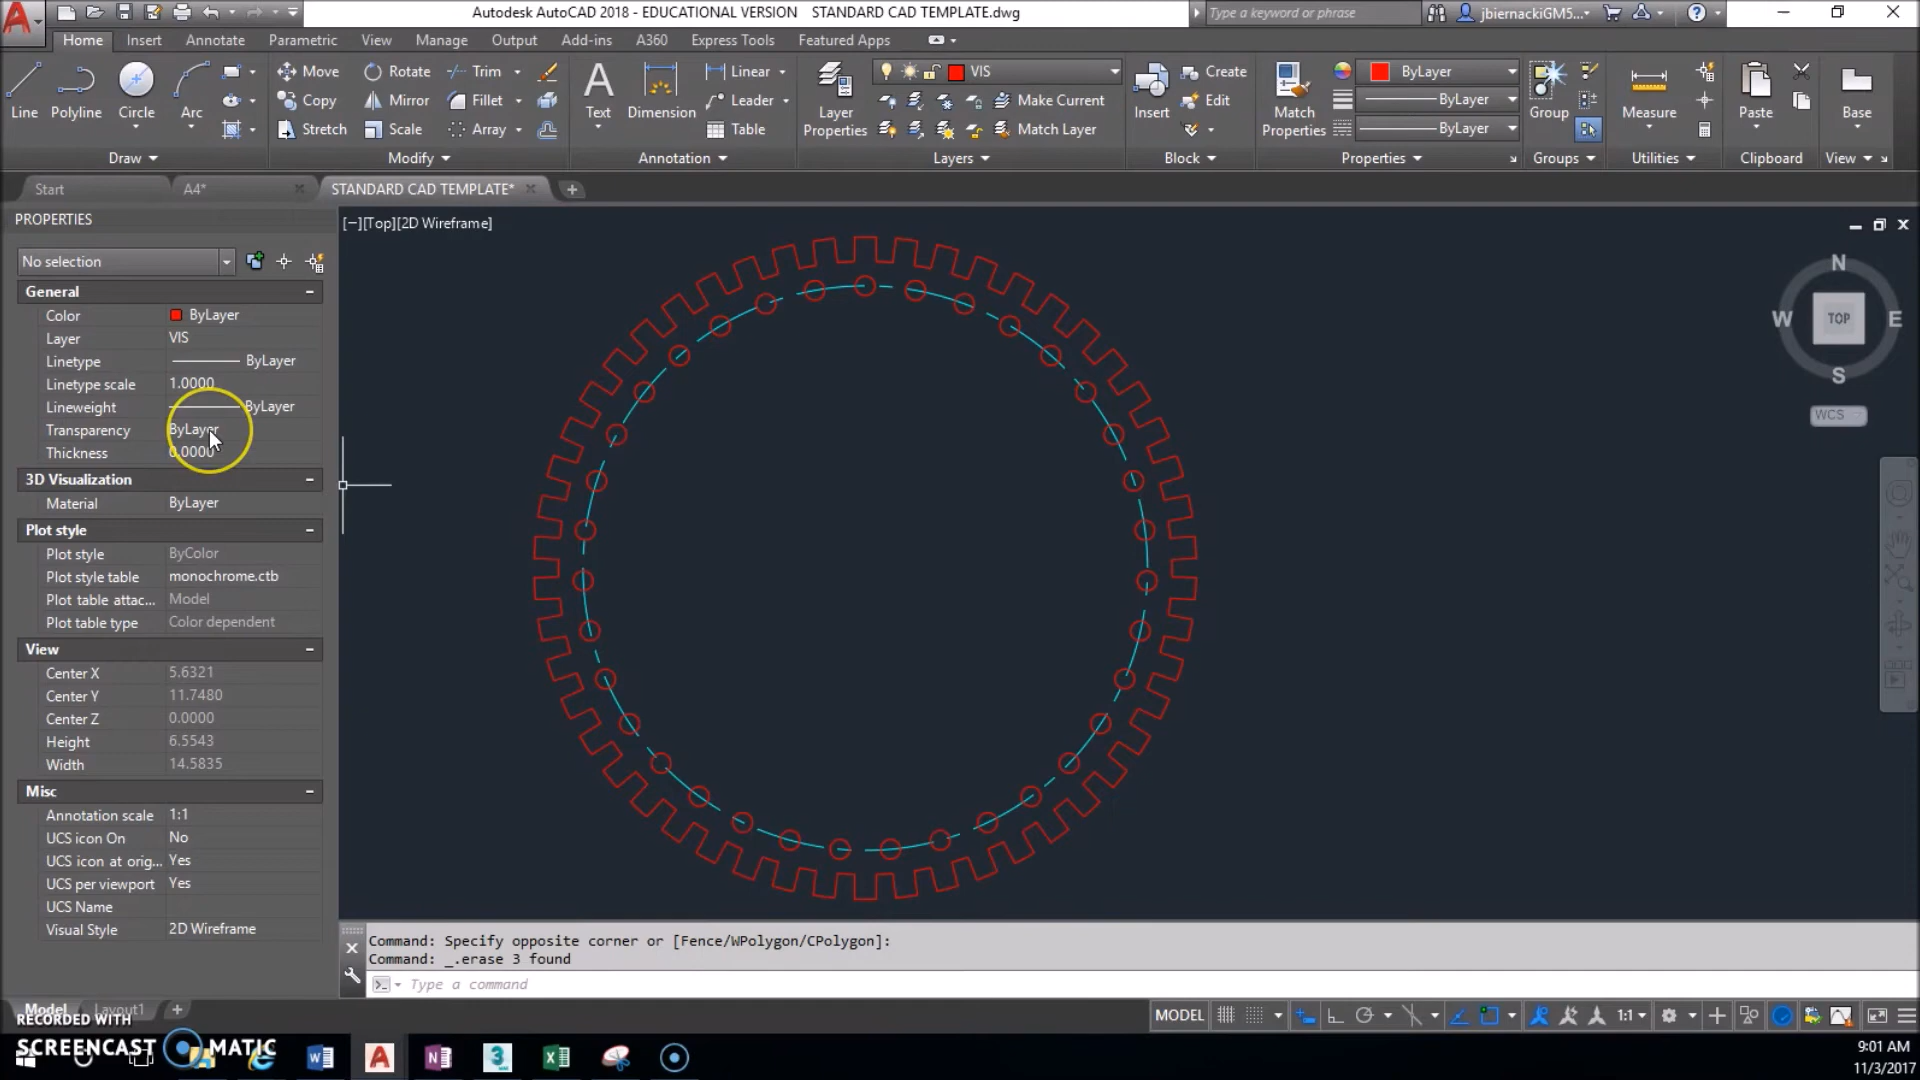 Autodesk AutoCAD 2018 - EDUCATIONAL VERSION STANDARD CAD TEMPLATE.dwg
Type a keyword or phrase
jbiernackiGM5...
Home Insert Annotate Parametric View Manage Output Add-ins A360 Express Tools Featured Apps
Line Polyline Circle Arc
Draw
Move Rotate Trim
Copy Mirror Fillet
Stretch Scale Array
Modify
Text Dimension
Linear
Leader
Table
Annotation
Layer Properties
VIS
Make Current
Match Layer
Layers
Insert
Create
Edit
Block
Match Properties
ByLayer
ByLayer
ByLayer
Properties
Group
Groups
Measure
Utilities
Paste
Clipboard
Base
View
Start A4* STANDARD CAD TEMPLATE*
PROPERTIES
No selection
General
Color ByLayer
Layer VIS
Linetype ByLayer
Linetype scale 1.0000
Lineweight ByLayer
Transparency ByLayer
Thickness 0.0000
3D Visualization
Material ByLayer
Plot style
Plot style ByColor
Plot style table monochrome.ctb
Plot table attac... Model
Plot table type Color dependent
View
Center X 5.6321
Center Y 11.7480
Center Z 0.0000
Height 6.5543
Width 14.5835
Misc
Annotation scale 1:1
UCS icon On No
UCS icon at orig... Yes
UCS per viewport Yes
UCS Name
Visual Style 2D Wireframe
[−][Top][2D Wireframe]
N
W TOP E
S
WCS
Command: Specify opposite corner or [Fence/WPolygon/CPolygon]:
Command: _.erase 3 found
Type a command
Model Layout1
MODEL
1:1
RECORDED WITH
SCREENCAST MATIC
9:01 AM
11/3/2017